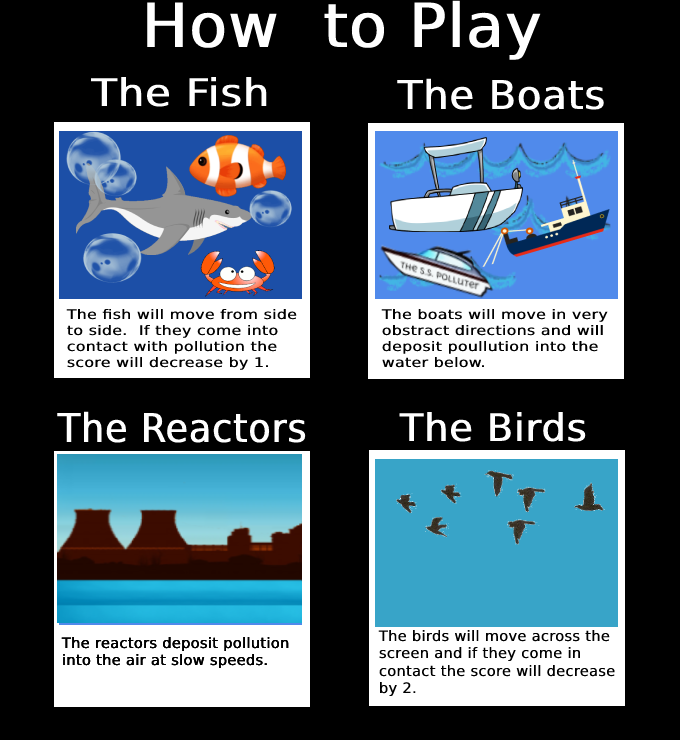 How to Play
The Fish
The Boats
THE S.S. POLLUTER
The fish will move from side
to side. If they come into
contact with pollution the
score will decrease by 1.
The boats will move in very
obstract directions and will
deposit poullution into the
water below.
The Reactors
The Birds
The reactors deposit pollution
into the air at slow speeds.
The birds will move across the
screen and if they come in
contact the score will decrease
by 2.